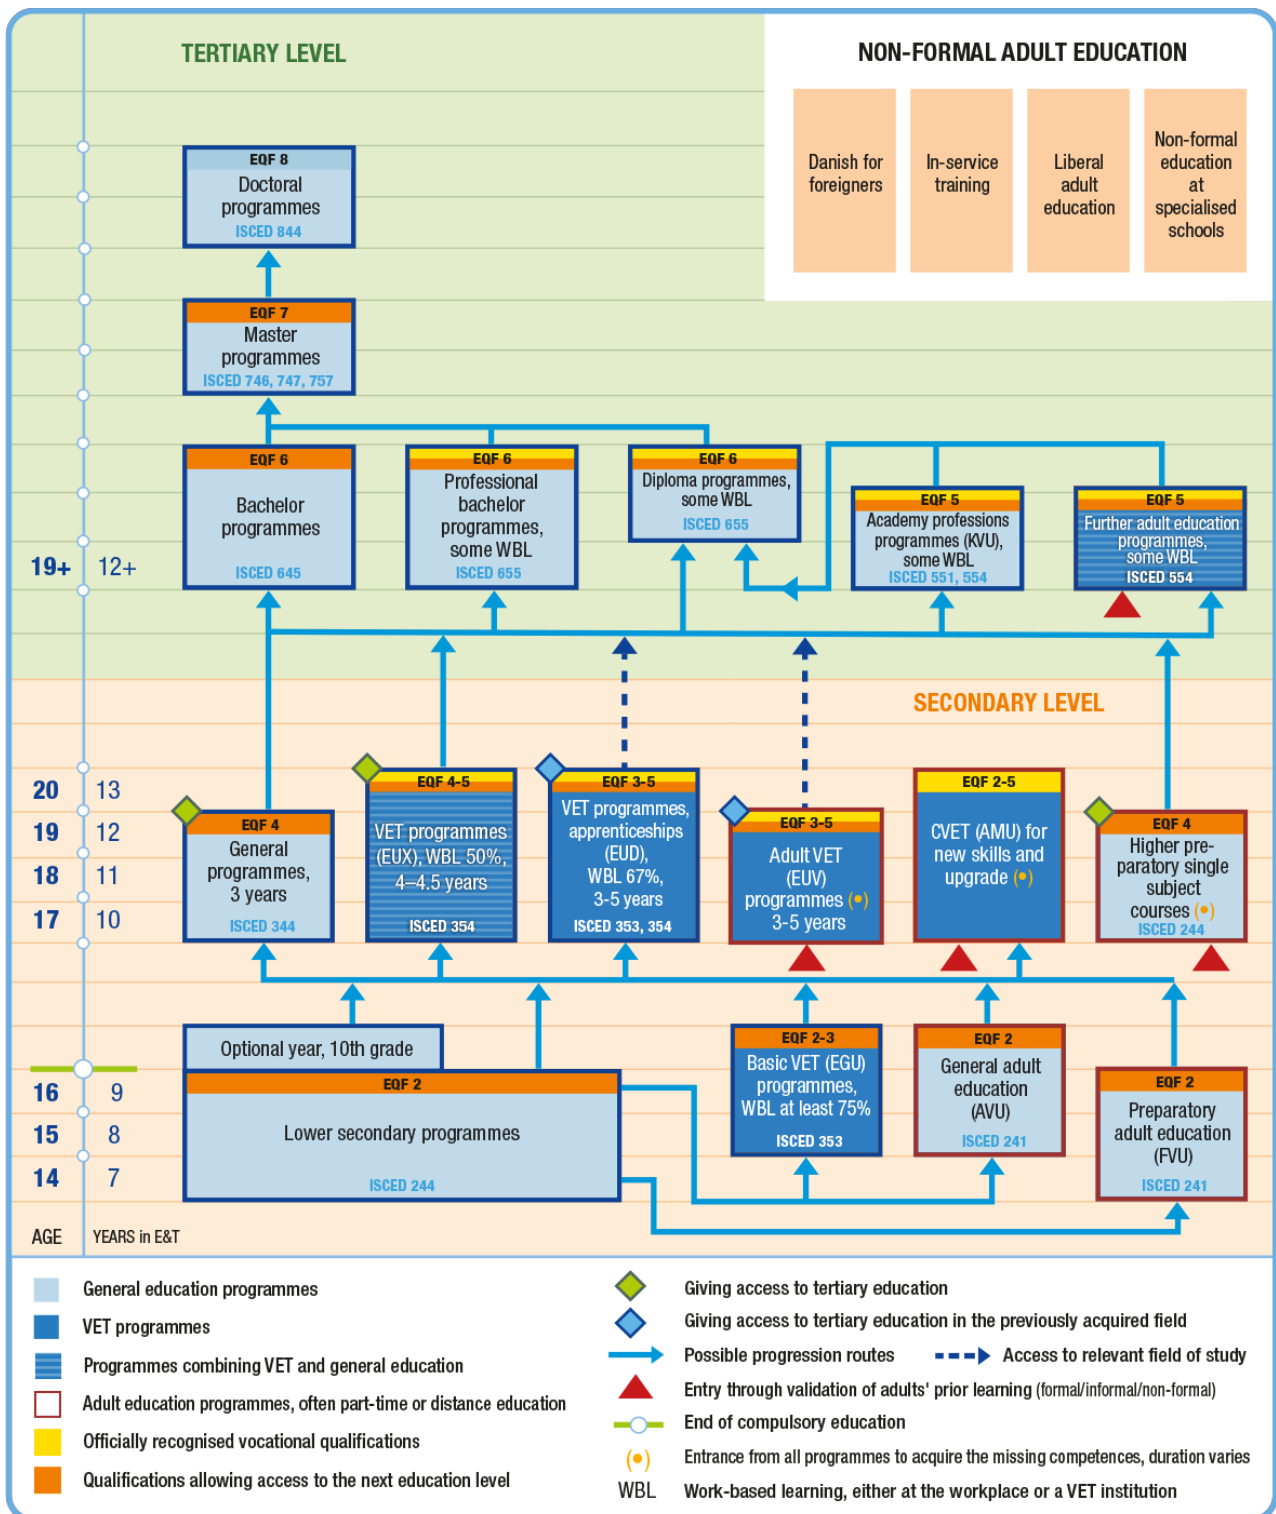 TERTIARY LEVEL
NON-FORMAL ADULT EDUCATION
Danish for
foreigners
In-service
training
Liberal
adult
education
Non-formal
education
at
specialised
schools
EQF 8
Doctoral
programmes
ISCED 844
EQF 7
Master
programmes
ISCED 746, 747, 757
EQF 6
Bachelor
programmes
ISCED 645
EQF 6
Professional
bachelor
programmes,
some WBL
ISCED 655
EQF 6
Diploma programmes,
some WBL
ISCED 655
EQF 5
Academy professions
programmes (KVU),
some WBL
ISCED 551, 554
EQF 5
Further adult education
programmes,
some WBL
ISCED 554
19+ 12+
SECONDARY LEVEL
20 13
19 12
18 11
17 10
EQF 4
General
programmes,
3 years
ISCED 344
EQF 4-5
VET programmes
(EUX), WBL 50%,
4–4.5 years
ISCED 354
EQF 3-5
VET programmes,
apprenticeships
(EUD),
WBL 67%,
3-5 years
ISCED 353, 354
EQF 3-5
Adult VET
(EUV)
programmes (•)
3-5 years
EQF 2-5
CVET (AMU) for
new skills and
upgrade (•)
EQF 4
Higher pre-
paratory single
subject
courses (•)
ISCED 244
Optional year, 10th grade
EQF 2
Lower secondary programmes
ISCED 244
EQF 2-3
Basic VET (EGU)
programmes,
WBL at least 75%
ISCED 353
EQF 2
General adult
education
(AVU)
ISCED 241
EQF 2
Preparatory
adult education
(FVU)
ISCED 241
16 9
15 8
14 7
AGE YEARS in E&T
General education programmes
VET programmes
Programmes combining VET and general education
Adult education programmes, often part-time or distance education
Officially recognised vocational qualifications
Qualifications allowing access to the next education level
Giving access to tertiary education
Giving access to tertiary education in the previously acquired field
Possible progression routes
Access to relevant field of study
Entry through validation of adults' prior learning (formal/informal/non-formal)
End of compulsory education
(•) Entrance from all programmes to acquire the missing competences, duration varies
WBL Work-based learning, either at the workplace or a VET institution